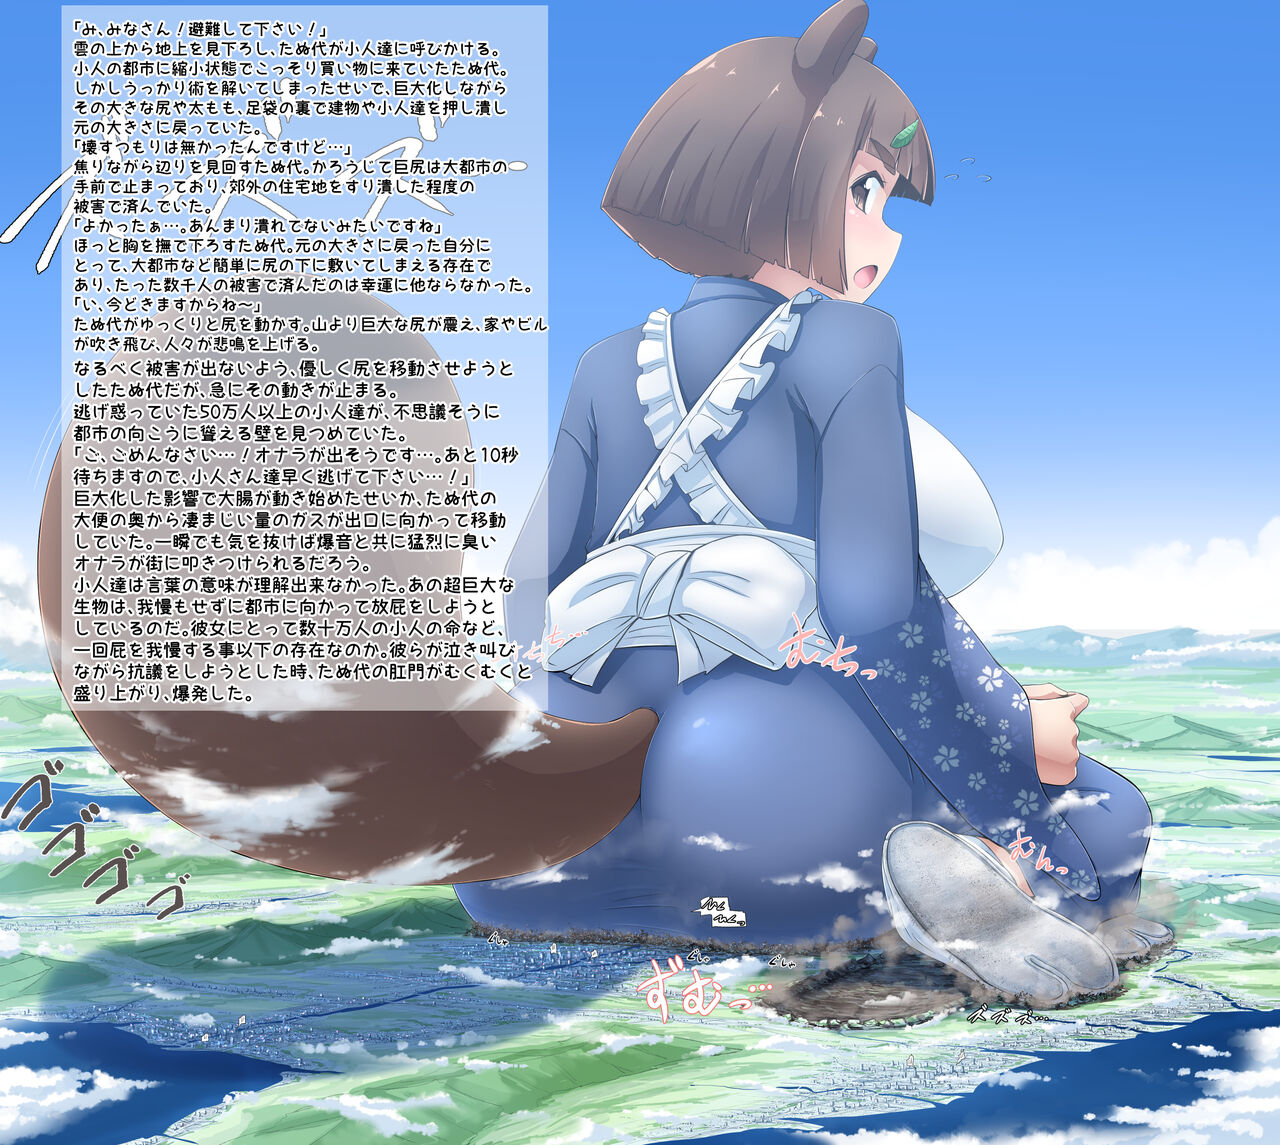 「み、みなさん！避難して下さい！」
雲の上から地上を見下ろし、たぬ代が小人達に呼びかける。
小人の都市に縮小状態でこっそり買い物に来ていたたぬ代。
しかしうっかり術を解いてしまったせいで、巨大化しながら
その大きな尻や太もも、足袋の裏で建物や小人達を押し潰し
元の大きさに戻っていた。
「壊すつもりは無かったんですけど…」
焦りながら辺りを見回すたぬ代。かろうじて巨尻は大都市の
手前で止まっており、郊外の住宅地をすり潰した程度の
被害で済んでいた。
「よかったぁ…。あんまり潰れてないみたいですね」
ほっと胸を撫で下ろすたぬ代。元の大きさに戻った自分に
とって、大都市など簡単に尻の下に敷いてしまえる存在で
あり、たった数千人の被害で済んだのは幸運に他ならなかった。
「い、今どきますからね～」
たぬ代がゆっくりと尻を動かす。山より巨大な尻が震え、家やビル
が吹き飛び、人々が悲鳴を上げる。
なるべく被害が出ないよう、優しく尻を移動させようと
したたぬ代だが、急にその動きが止まる。
逃げ惑っていた50万人以上の小人達が、不思議そうに
都市の向こうに聳える壁を見つめていた。
「ご、ごめんなさい…！オナラが出そうです…。あと10秒
待ちますので、小人さん達早く逃げて下さい…！」
巨大化した影響で大腸が動き始めたせいか、たぬ代の
大便の奥から凄まじい量のガスが出口に向かって移動
していた。一瞬でも気を抜けば爆音と共に猛烈に臭い
オナラが街に叩きつけられるだろう。
小人達は言葉の意味が理解出来なかった。あの超巨大な
生物は、我慢もせずに都市に向かって放屁をしようと
しているのだ。彼女にとって数十万人の小人の命など、
一回屁を我慢する事以下の存在なのか。彼らが泣き叫び
ながら抗議をしようとした時、たぬ代の肛門がむくむくと
盛り上がり、爆発した。
むちっ…
むちっっ
ゴゴゴゴ
むんっっ
ひく
ひくっ
ぐしゃ
ぐしゃ
ぐしゃ
ずむっ…
ズズズ…